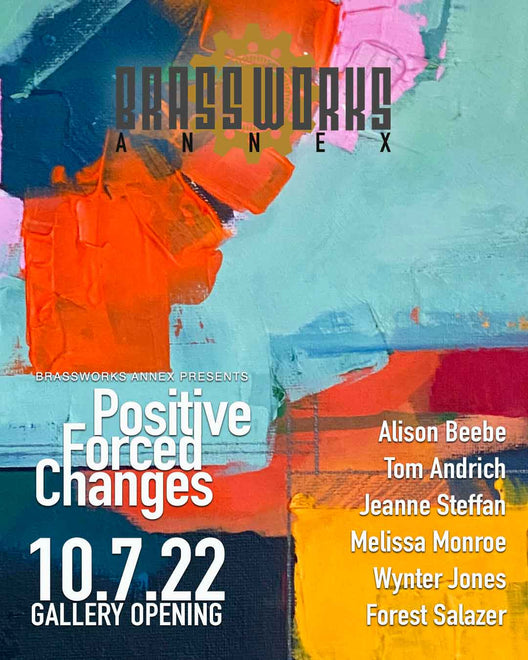 BRASSWORKS
ANNEX
BRASSWORKS ANNEX PRESENTS
Positive
Forced
Changes
10.7.22
GALLERY OPENING
Alison Beebe
Tom Andrich
Jeanne Steffan
Melissa Monroe
Wynter Jones
Forest Salazer